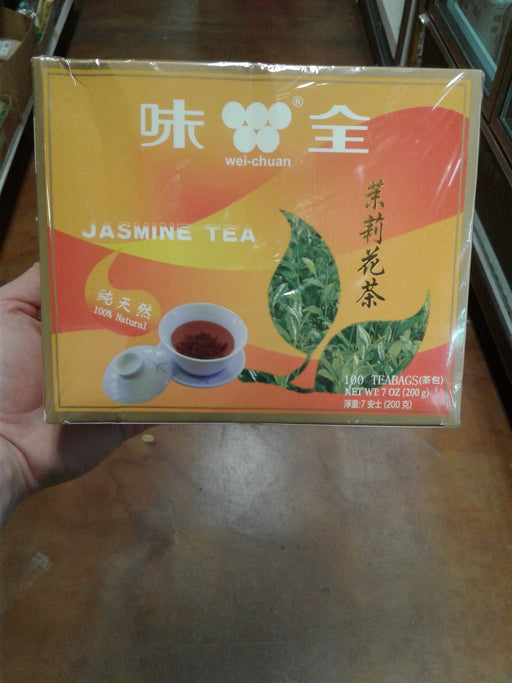 味 全®
wei-chuan
JASMINE TEA
茉莉花茶
純天然
100% Natural
100 TEABAGS(茶包)
NET WT. 7 OZ (200 g)
淨重:7 安士 (200 克)